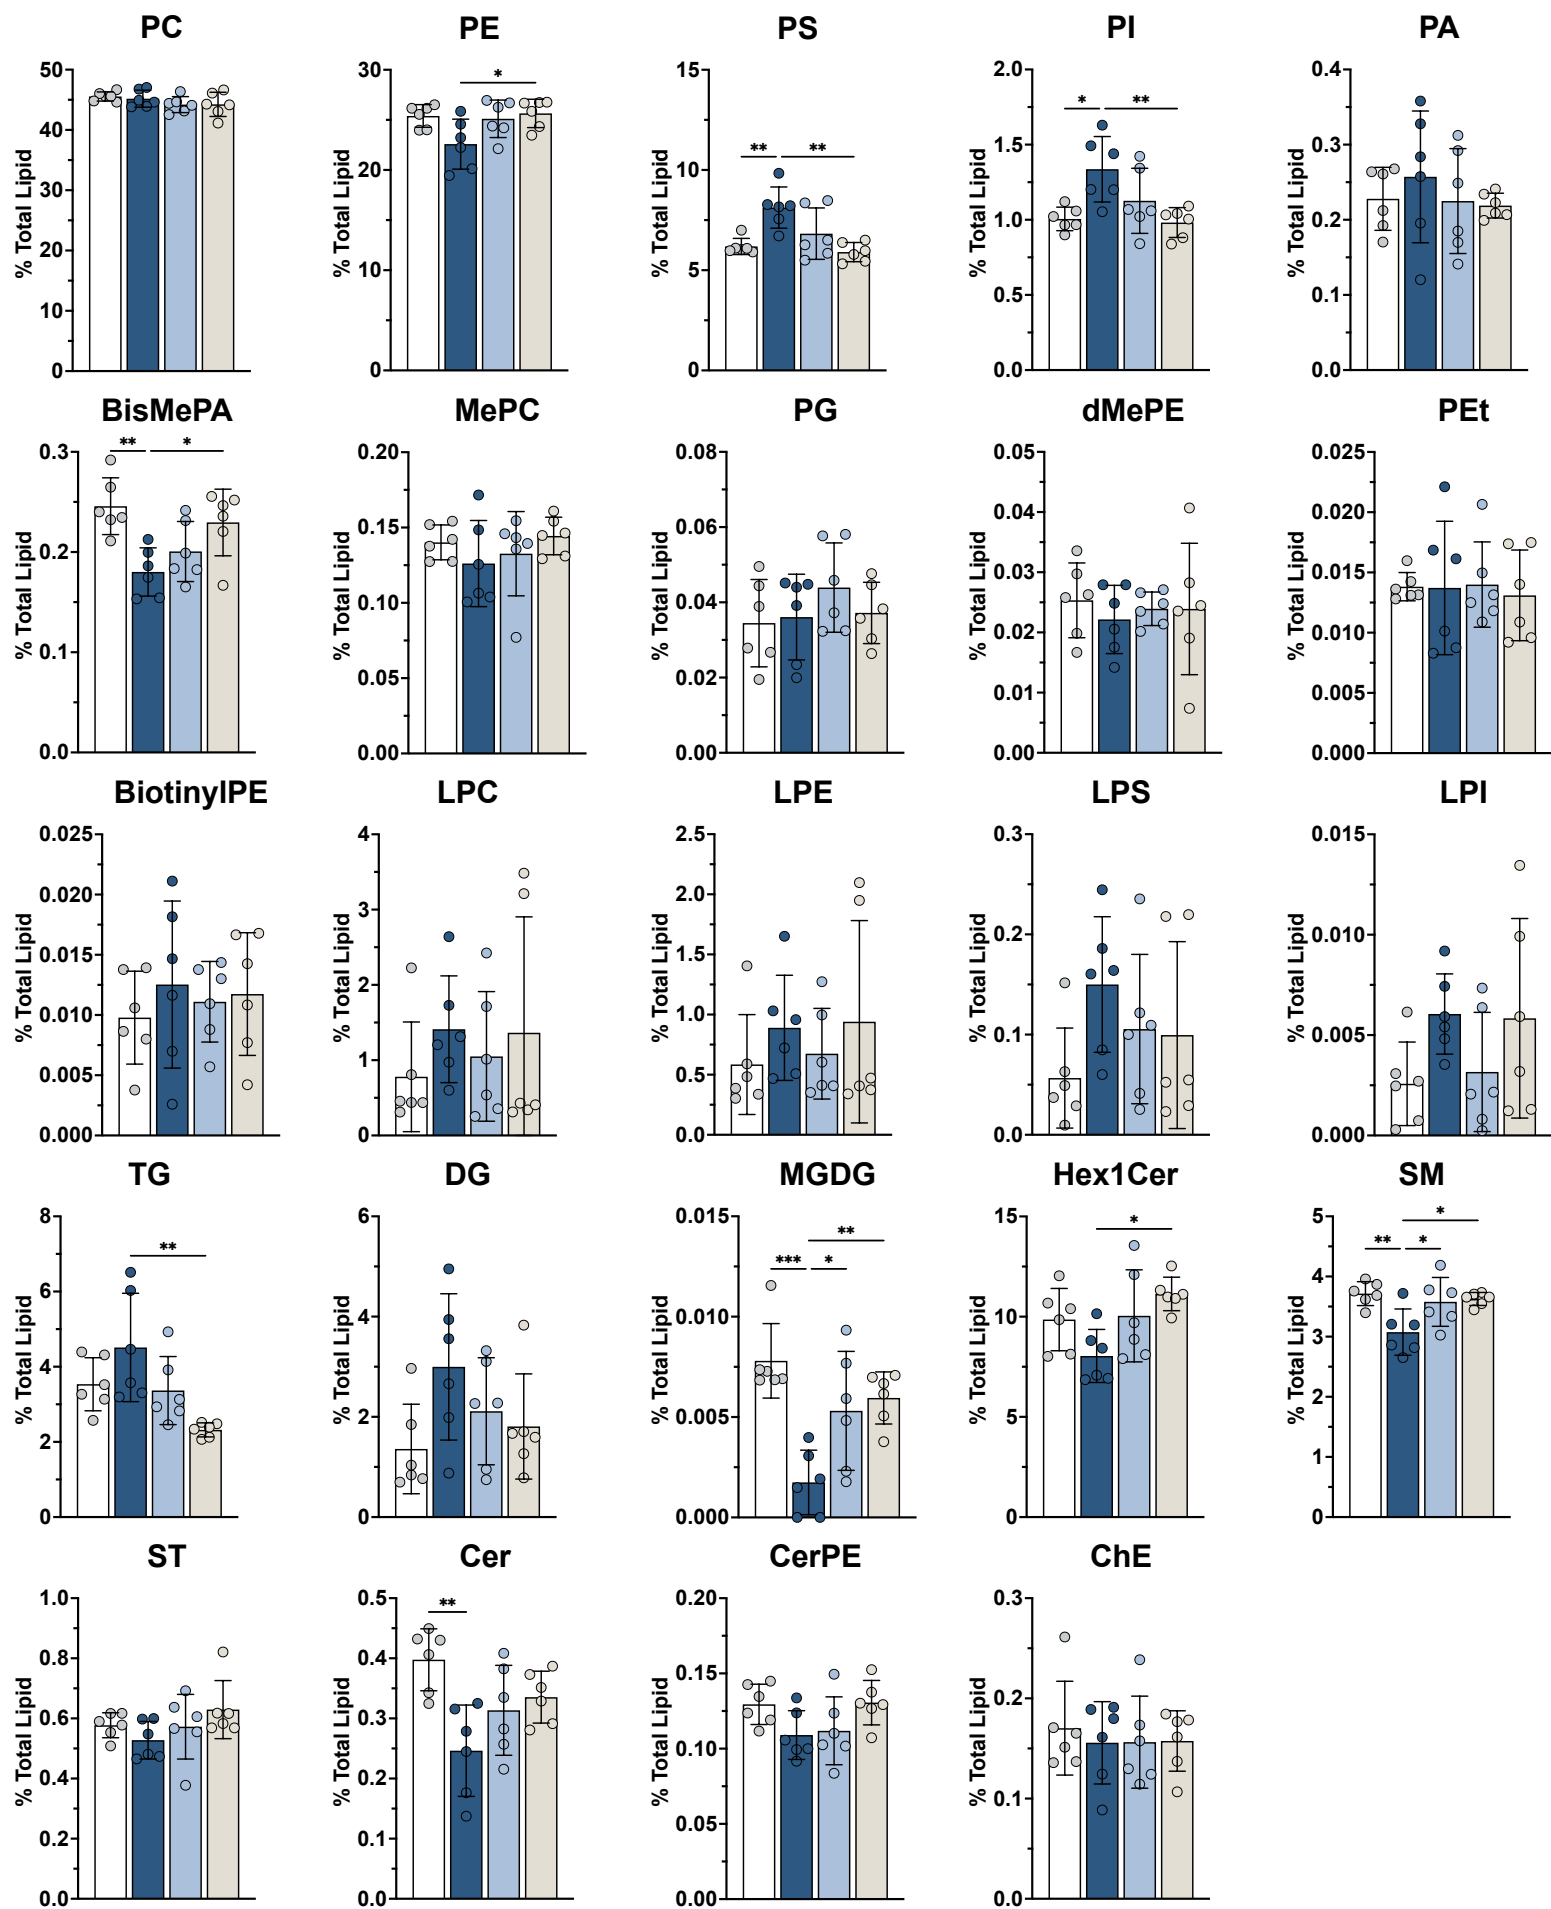 PC
PE
PS
PI
PA
% Total Lipid
50
40
30
20
10
0
% Total Lipid
30
20
10
0
*
% Total Lipid
15
10
5
0
**
**
% Total Lipid
2.0
1.5
1.0
0.5
0.0
*
**
% Total Lipid
0.4
0.3
0.2
0.1
0.0
BisMePA
MePC
PG
dMePE
PEt
% Total Lipid
0.3
0.2
0.1
0.0
**
*
% Total Lipid
0.20
0.15
0.10
0.05
0.00
% Total Lipid
0.08
0.06
0.04
0.02
0.00
% Total Lipid
0.05
0.04
0.03
0.02
0.01
0.00
% Total Lipid
0.025
0.020
0.015
0.010
0.005
0.000
BiotinylPE
LPC
LPE
LPS
LPI
% Total Lipid
0.025
0.020
0.015
0.010
0.005
0.000
% Total Lipid
4
3
2
1
0
% Total Lipid
2.5
2.0
1.5
1.0
0.5
0.0
% Total Lipid
0.3
0.2
0.1
0.0
% Total Lipid
0.015
0.010
0.005
0.000
TG
DG
MGDG
Hex1Cer
SM
% Total Lipid
8
6
4
2
0
**
% Total Lipid
6
4
2
0
% Total Lipid
0.015
0.010
0.005
0.000
**
***
*
% Total Lipid
15
10
5
0
*
% Total Lipid
5
4
3
2
1
0
*
**
*
ST
Cer
CerPE
ChE
% Total Lipid
1.0
0.8
0.6
0.4
0.2
0.0
% Total Lipid
0.5
0.4
0.3
0.2
0.1
0.0
**
% Total Lipid
0.20
0.15
0.10
0.05
0.00
% Total Lipid
0.3
0.2
0.1
0.0